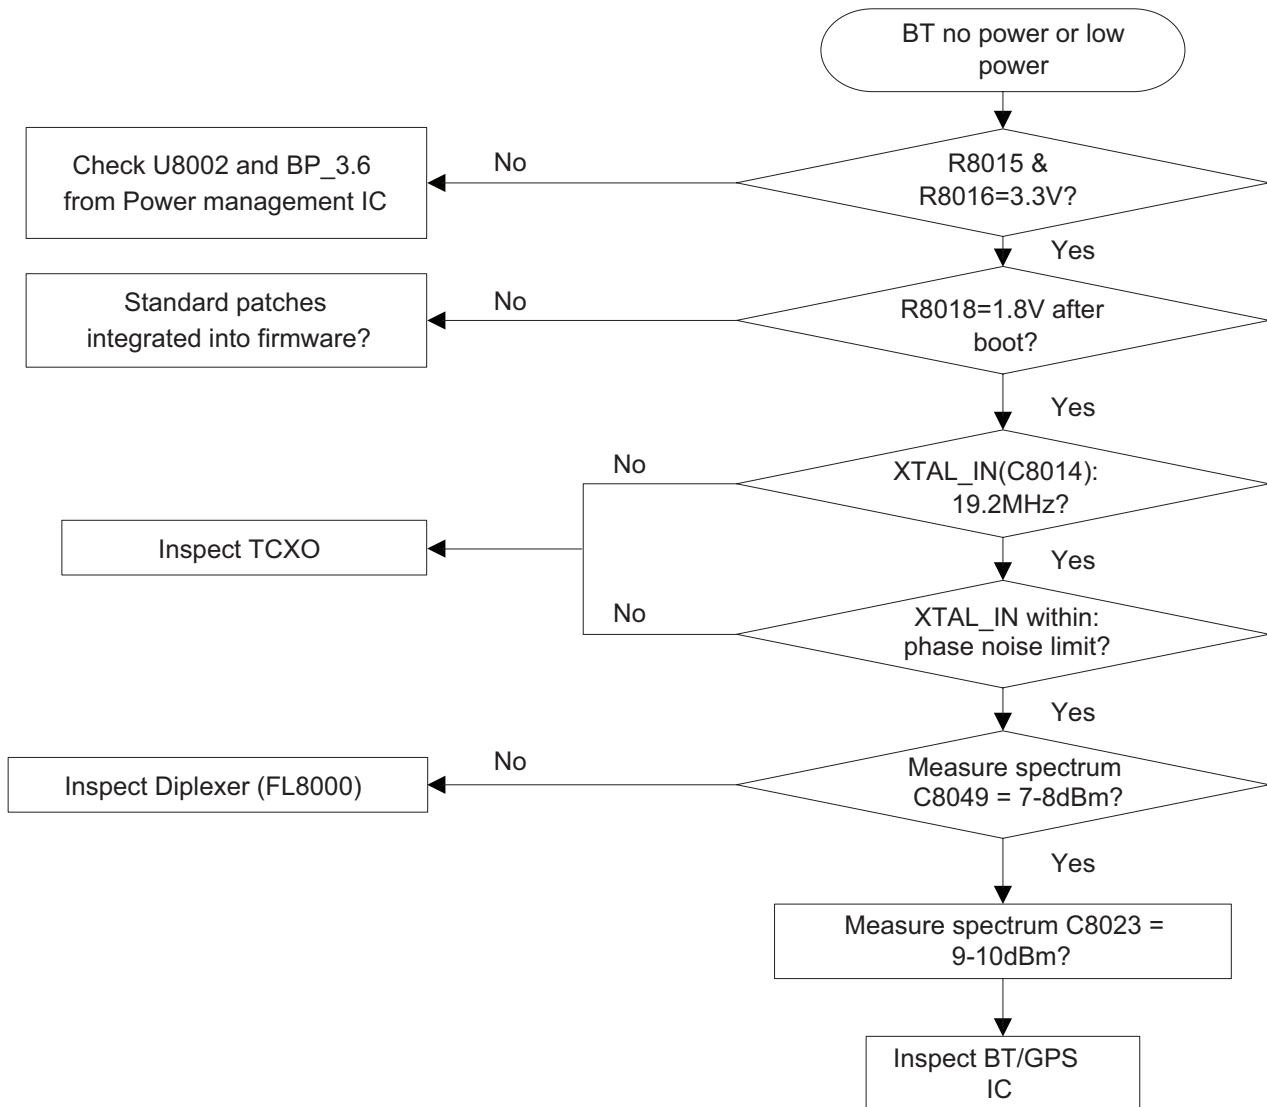 BT no power or low
power
Check U8002 and BP_3.6
from Power management IC
No
R8015 &
R8016=3.3V?
Yes
Standard patches
integrated into firmware?
No
R8018=1.8V after
boot?
Yes
No
XTAL_IN(C8014):
19.2MHz?
Inspect TCXO
Yes
No
XTAL_IN within:
phase noise limit?
Yes
Inspect Diplexer (FL8000)
No
Measure spectrum
C8049 = 7-8dBm?
Yes
Measure spectrum C8023 =
9-10dBm?
Inspect BT/GPS
IC